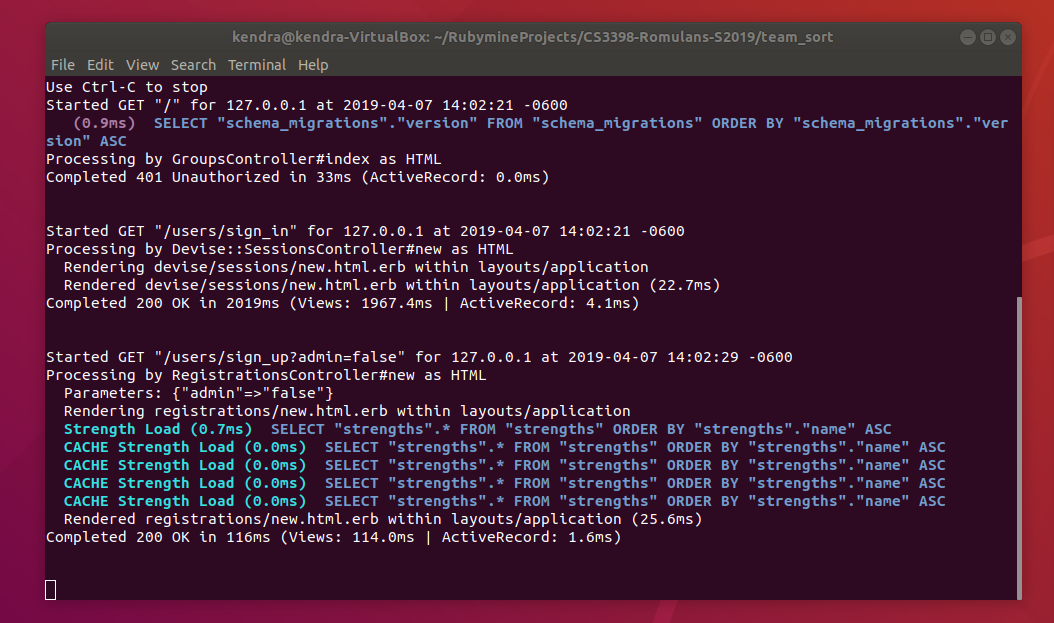 kendra@kendra-VirtualBox: ~/RubymineProjects/CS3398-Romulans-S2019/team_sort
File Edit View Search Terminal Help
Use Ctrl-C to stop
Started GET "/" for 127.0.0.1 at 2019-04-07 14:02:21 -0600
   (0.9ms)  SELECT "schema_migrations"."version" FROM "schema_migrations" ORDER BY "schema_migrations"."ver
sion" ASC
Processing by GroupsController#index as HTML
Completed 401 Unauthorized in 33ms (ActiveRecord: 0.0ms)
Started GET "/users/sign_in" for 127.0.0.1 at 2019-04-07 14:02:21 -0600
Processing by Devise::SessionsController#new as HTML
  Rendering devise/sessions/new.html.erb within layouts/application
  Rendered devise/sessions/new.html.erb within layouts/application (22.7ms)
Completed 200 OK in 2019ms (Views: 1967.4ms | ActiveRecord: 4.1ms)
Started GET "/users/sign_up?admin=false" for 127.0.0.1 at 2019-04-07 14:02:29 -0600
Processing by RegistrationsController#new as HTML
  Parameters: {"admin"=>"false"}
  Rendering registrations/new.html.erb within layouts/application
  Strength Load (0.7ms)  SELECT "strengths".* FROM "strengths" ORDER BY "strengths"."name" ASC
  CACHE Strength Load (0.0ms)  SELECT "strengths".* FROM "strengths" ORDER BY "strengths"."name" ASC
  CACHE Strength Load (0.0ms)  SELECT "strengths".* FROM "strengths" ORDER BY "strengths"."name" ASC
  CACHE Strength Load (0.0ms)  SELECT "strengths".* FROM "strengths" ORDER BY "strengths"."name" ASC
  CACHE Strength Load (0.0ms)  SELECT "strengths".* FROM "strengths" ORDER BY "strengths"."name" ASC
  Rendered registrations/new.html.erb within layouts/application (25.6ms)
Completed 200 OK in 116ms (Views: 114.0ms | ActiveRecord: 1.6ms)